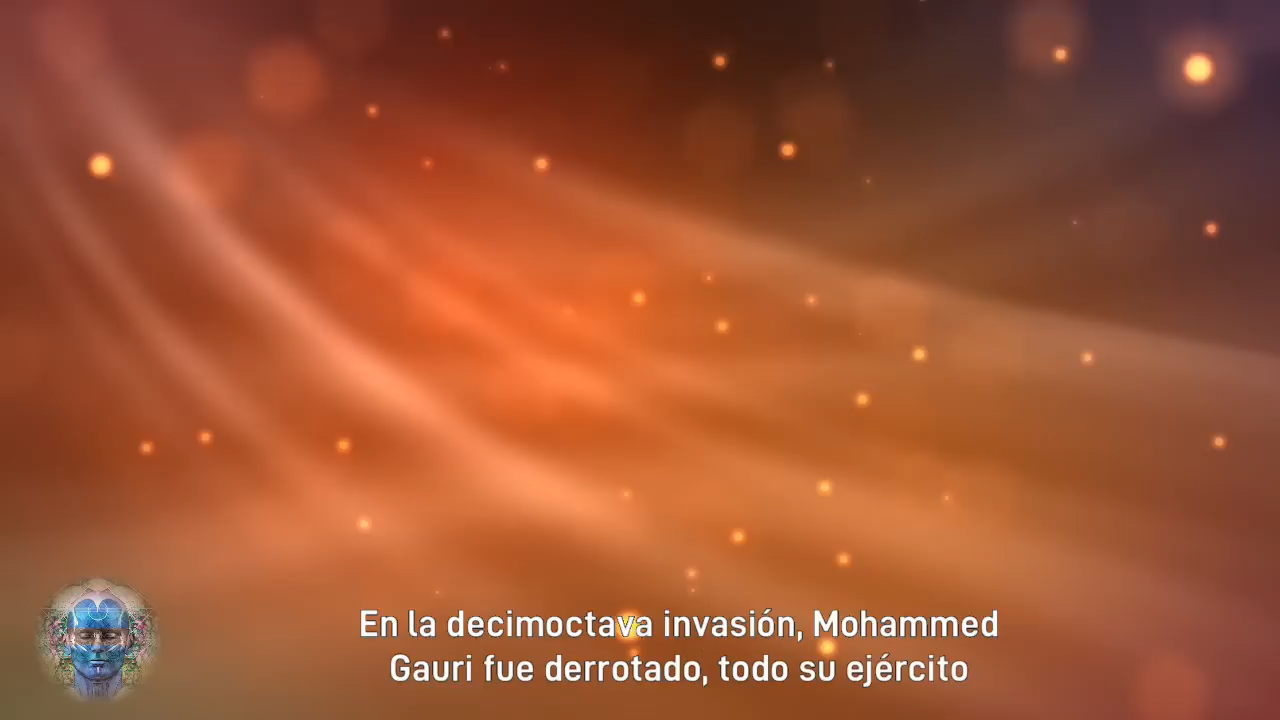 En la decimoctava invasión, Mohammed
Gauri fue derrotado, todo su ejército